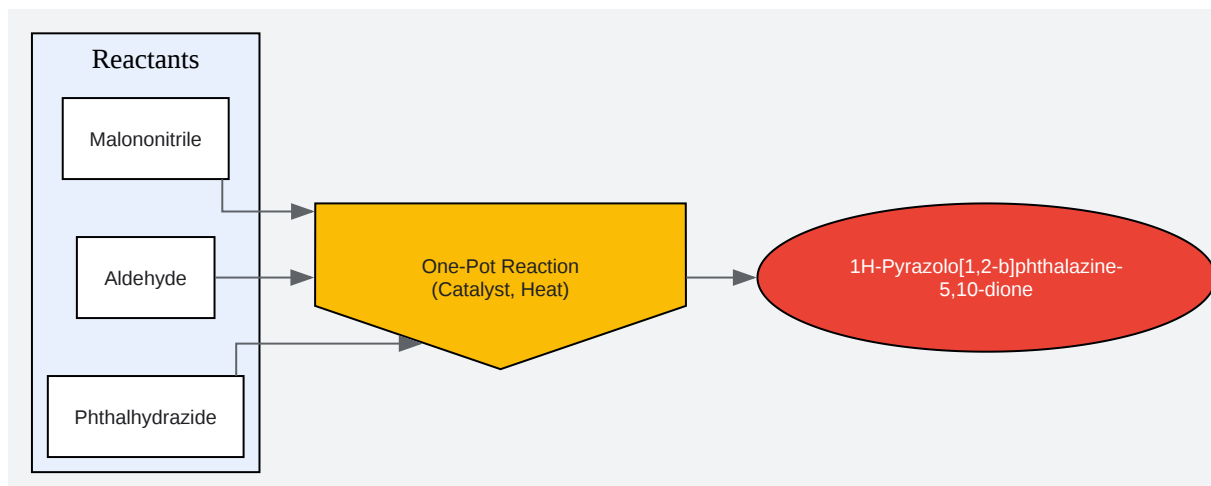 Reactants
Malononitrile
Aldehyde
Phthalhydrazide
One-Pot Reaction
(Catalyst, Heat)
1H-Pyrazolo[1,2-b]phthalazine-
5,10-dione